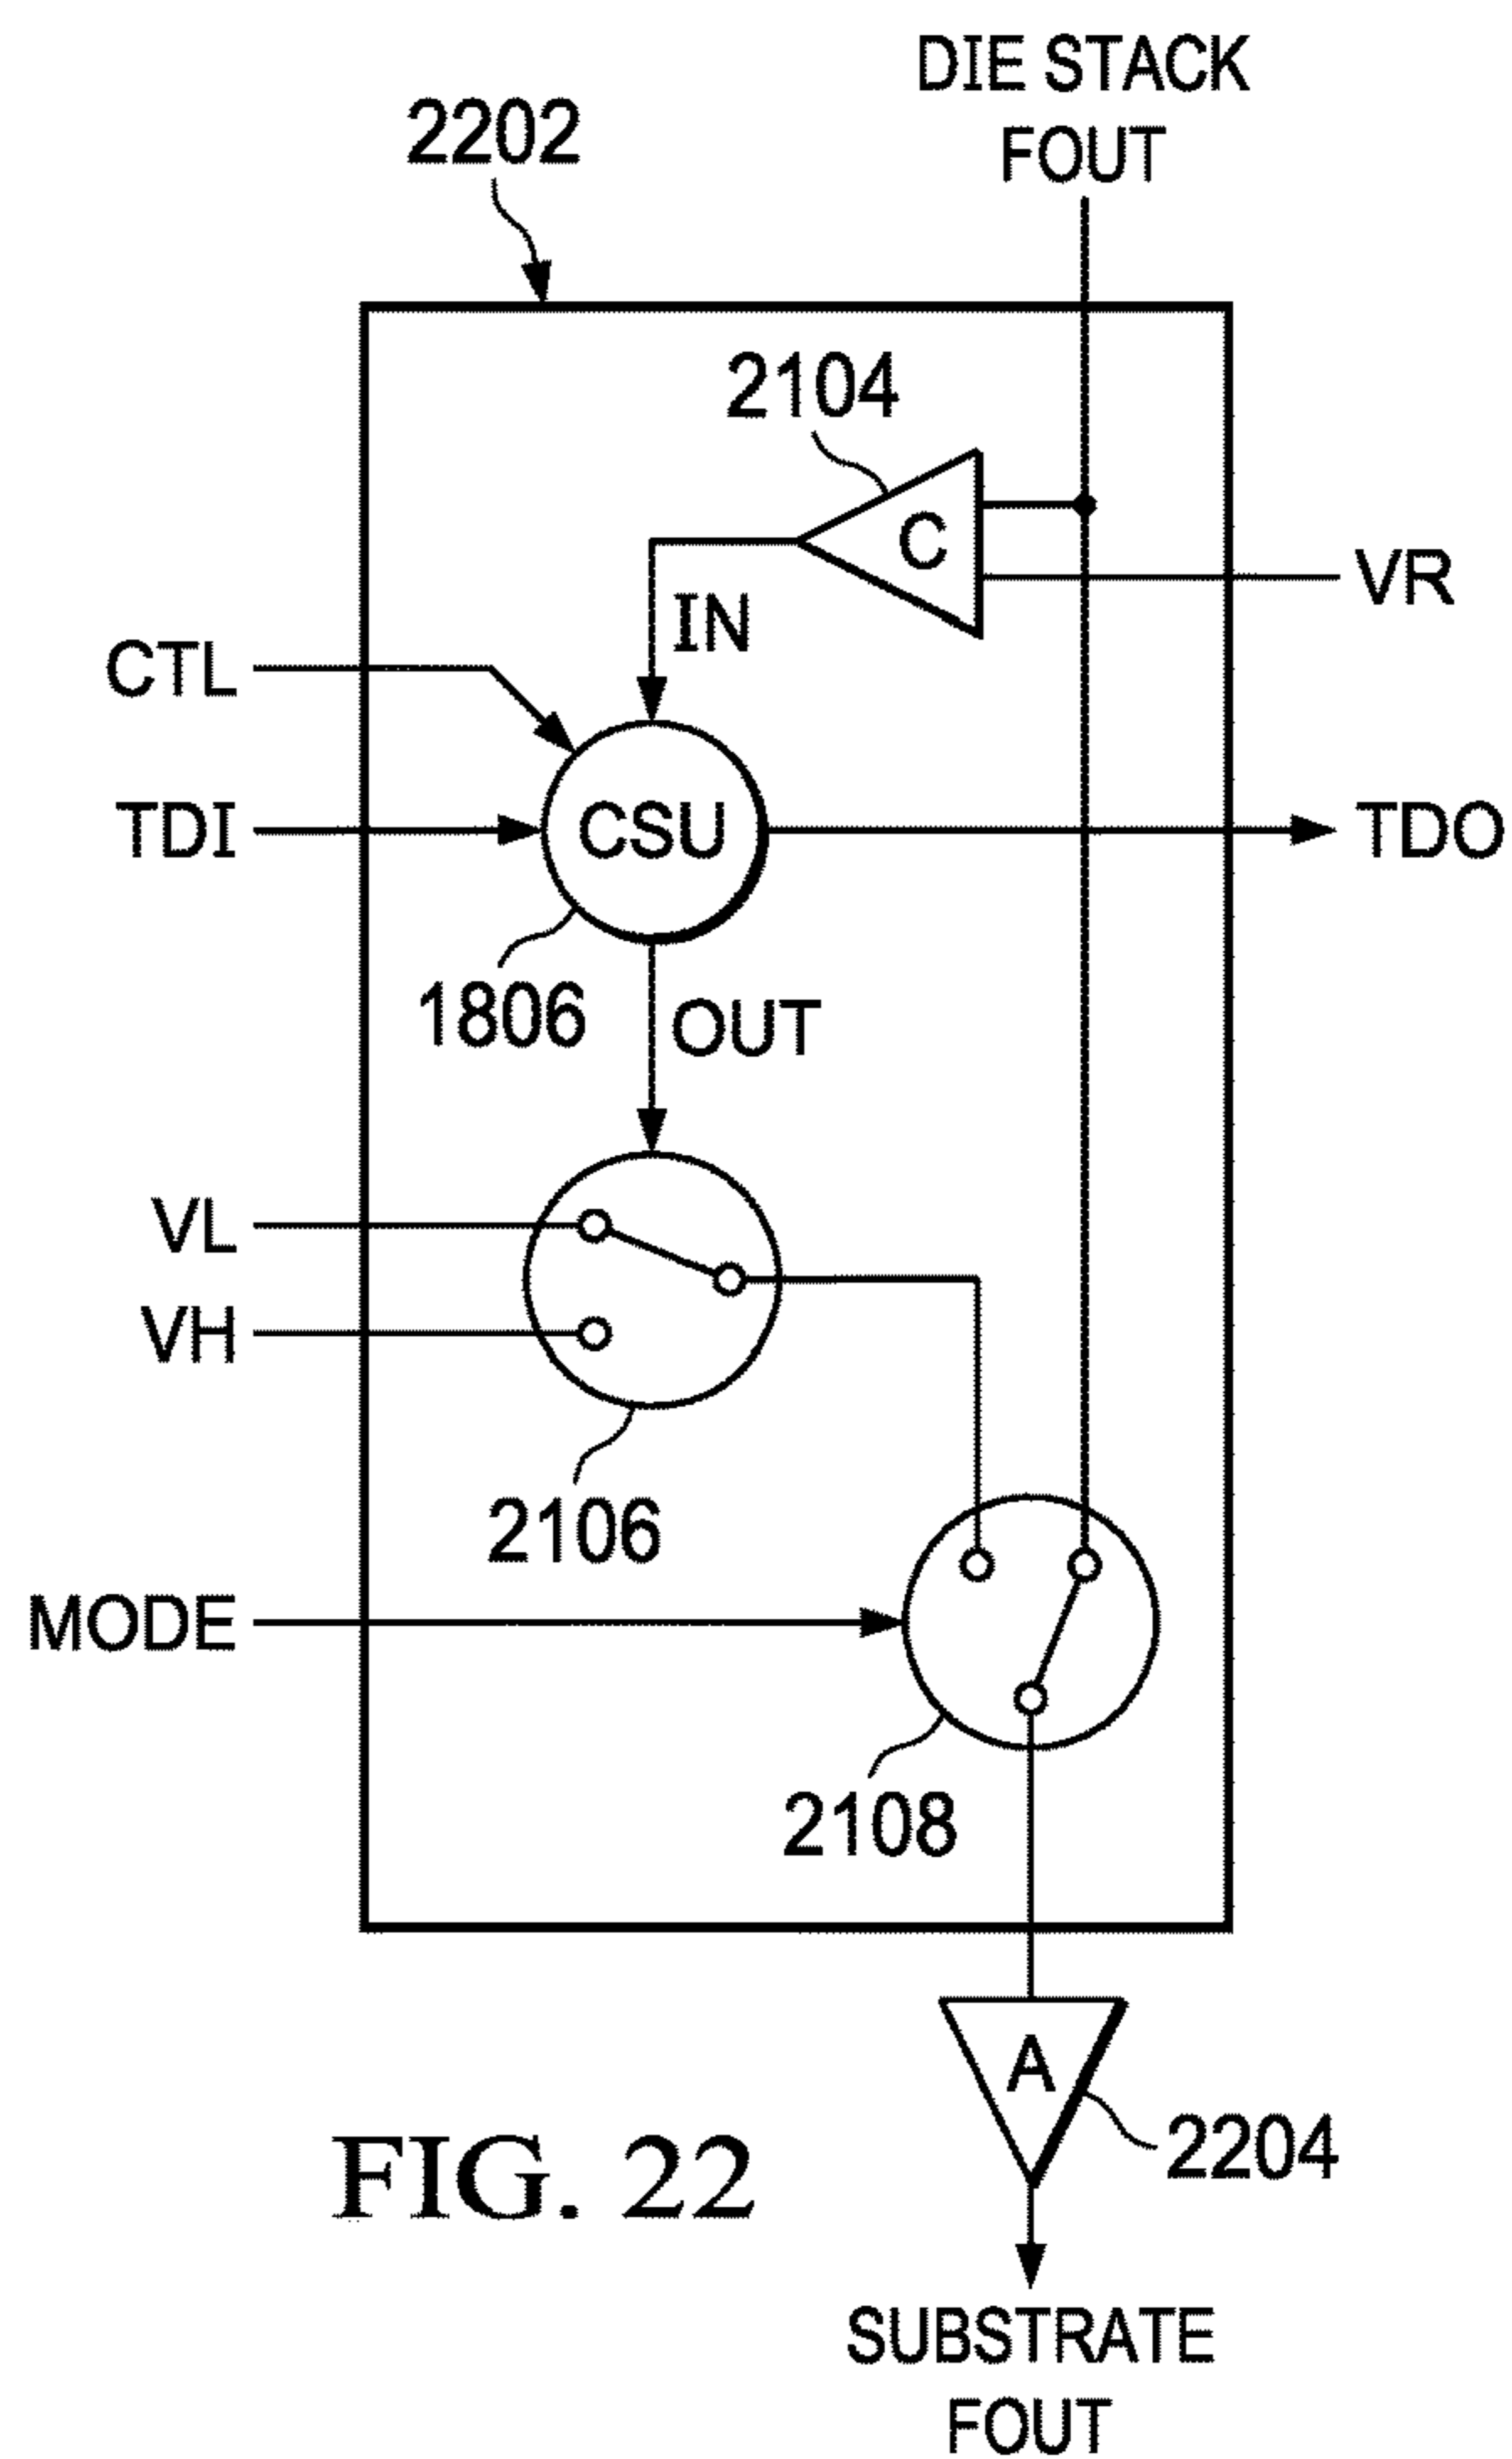 DIE STACK
FOUT
2202
2104
C
VR
IN
CTL
TDI
CSU
TDO
1806
OUT
VL
VH
2106
MODE
2108
A
2204
FIG. 22
SUBSTRATE
FOUT